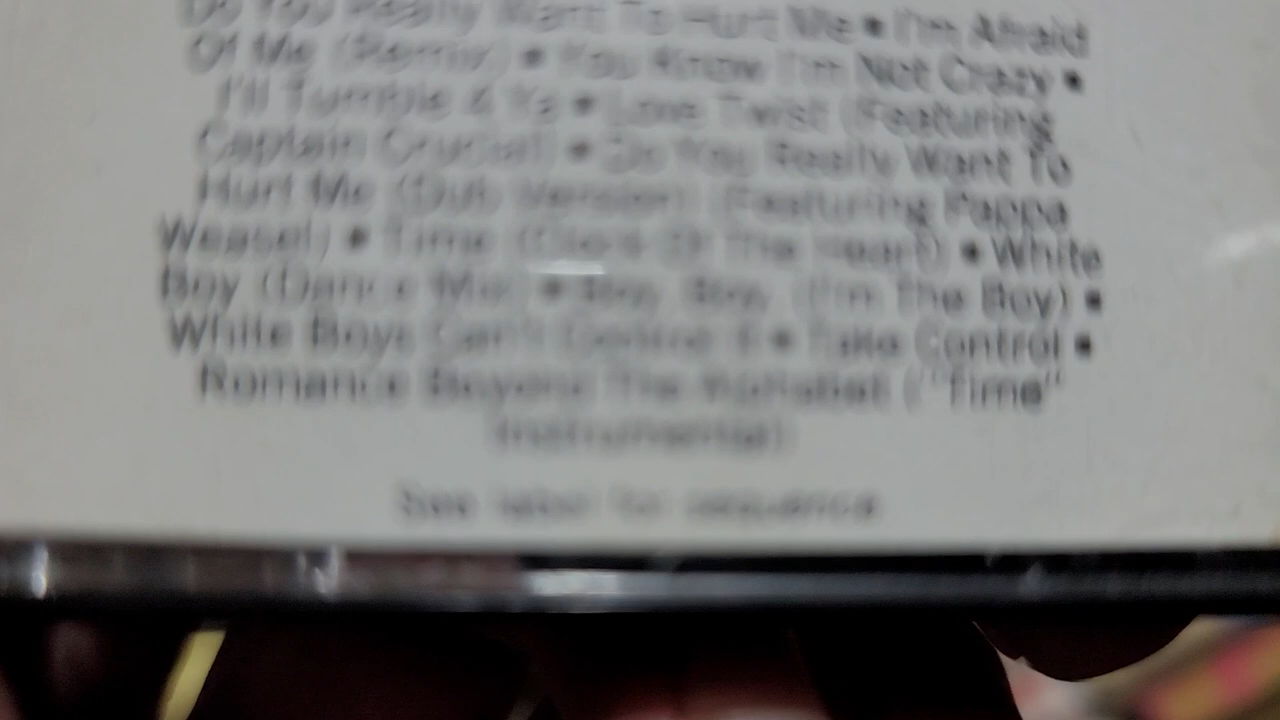 Do You Really Want To Hurt Me • I'm Afraid
Of Me (Remix) • You Know I'm Not Crazy •
I'll Tumble 4 Ya • Love Twist (Featuring
Captain Crucial) • Do You Really Want To
Hurt Me (Dub Version) (Featuring Pappa
Weasel) • Time (Clock Of The Heart) • White
Boy (Dance Mix) • Boy, Boy, (I'm The Boy) •
White Boys Can't Control It • Take Control •
Romance Beyond The Alphabet ("Time"
Instrumental)
See label for sequence